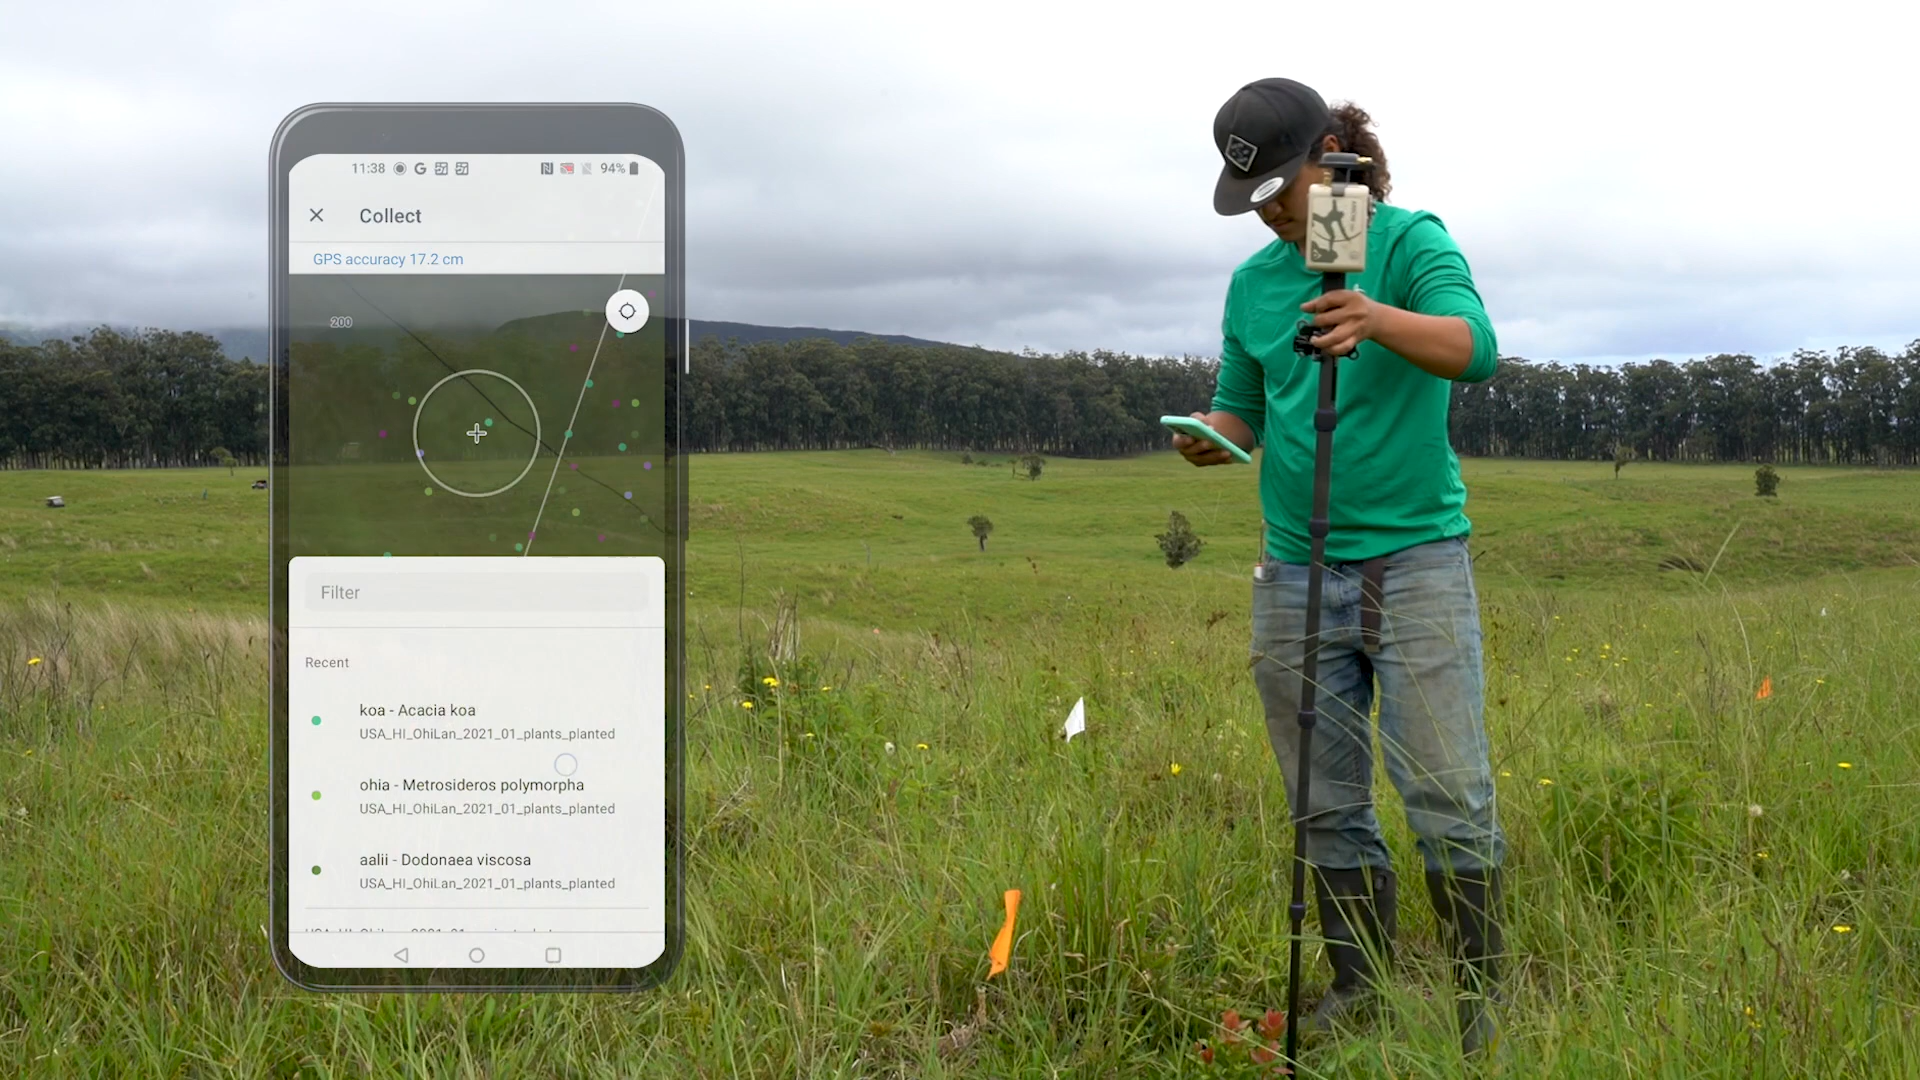 11:38
94%
Collect
GPS accuracy 17.2 cm
200
Filter
Recent
koa - Acacia koa
USA_HI_OhiLan_2021_01_plants_planted
ohia - Metrosideros polymorpha
USA_HI_OhiLan_2021_01_plants_planted
aalii - Dodonaea viscosa
USA_HI_OhiLan_2021_01_plants_planted